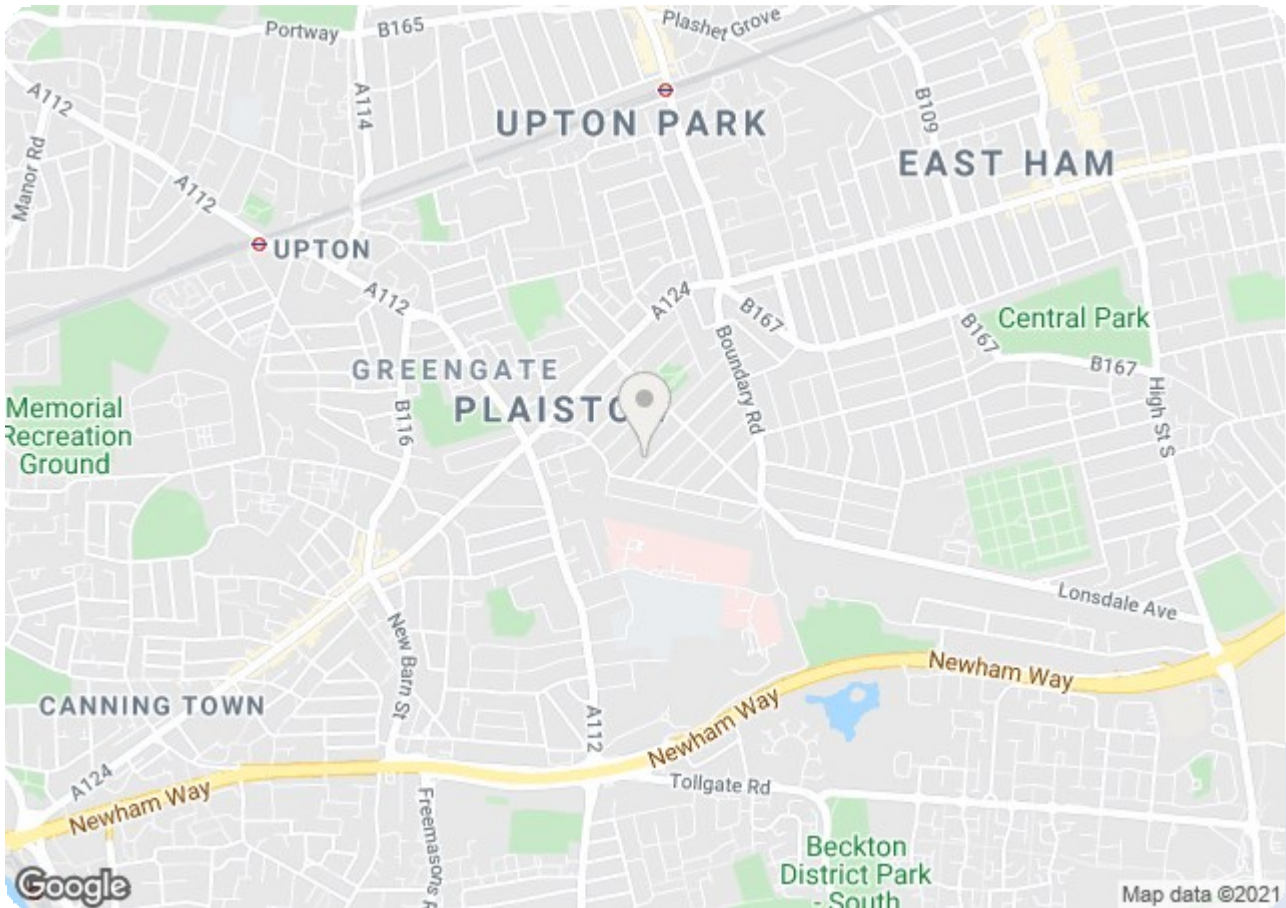 Portway
B165
Plashet Grove
A112
A114
B109
UPTON PARK
EAST HAM
Manor Rd
A112
UPTON
A112
A124
B167
Central Park
B167
B167
GREENGATE
Boundary Rd
High St S
PLAISTO
B116
Memorial
Recreation
Ground
Lonsdale Ave
New Barn St
Newham Way
CANNING TOWN
A112
Newham Way
A124
Newham Way
Tollgate Rd
Freemasons
Beckton
District Park
- South
Google
Map data ©2021